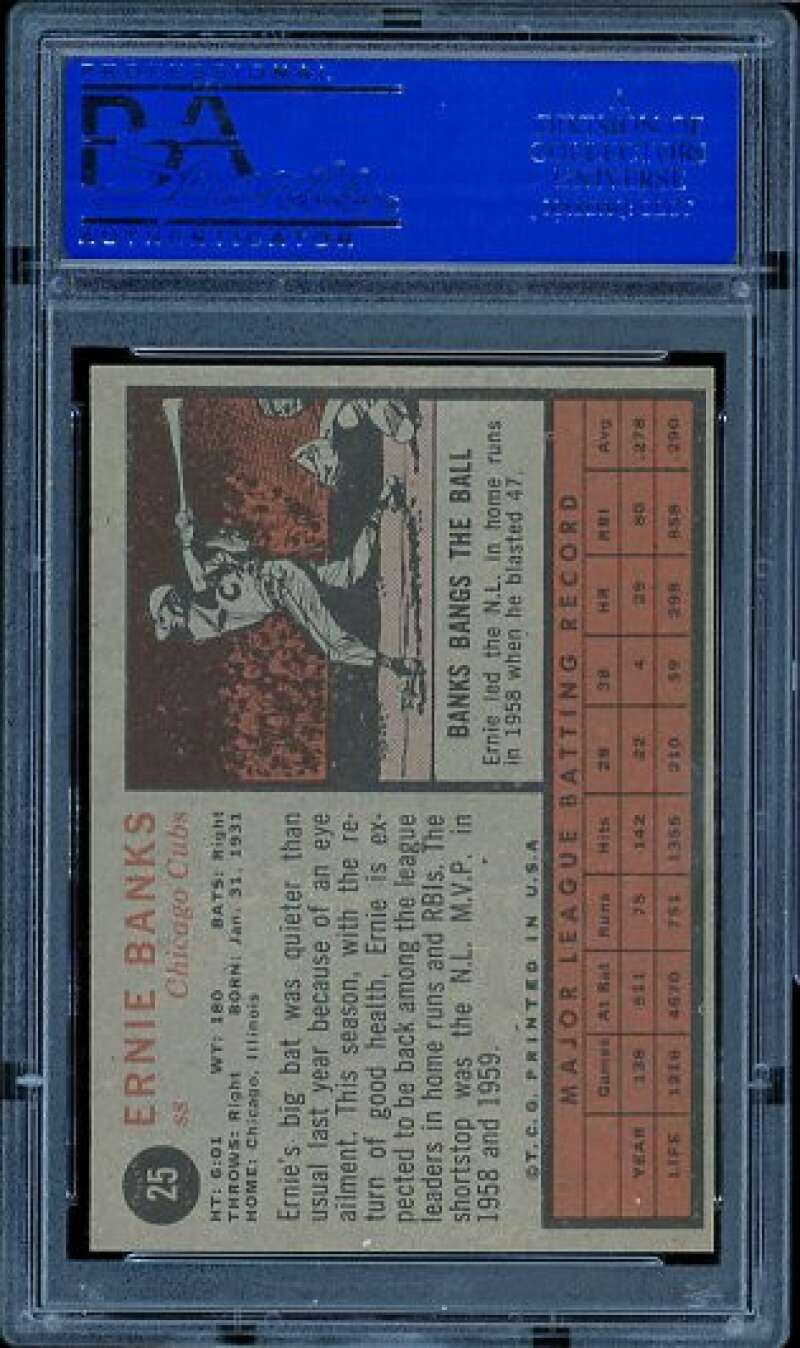 PROFESSIONAL
PSA
AUTHENTICATOR
A
DIVISION OF
COLLECTORS
UNIVERSE
25
ERNIE BANKS
SS Chicago Cubs
HT: 6:01 WT: 180 BATS: Right
THROWS: Right BORN: Jan. 31, 1931
HOME: Chicago, Illinois
Ernie's big bat was quieter than
usual last year because of an eye
ailment. This season, with the re-
turn of good health, Ernie is ex-
pected to be back among the league
leaders in home runs and RBIs. The
shortstop was the N.L. M.V.P. in
1958 and 1959.
©T.C.G. PRINTED IN U.S.A
BANKS BANGS THE BALL
Ernie led the N.L. in home runs
in 1958 when he blasted 47.
MAJOR LEAGUE BATTING RECORD
Games At Bat Runs Hits 2B 3B HR RBI Avg
YEAR 138 511 75 142 22 4 29 80 .278
LIFE 1216 4670 751 1355 210 59 298 858 .290